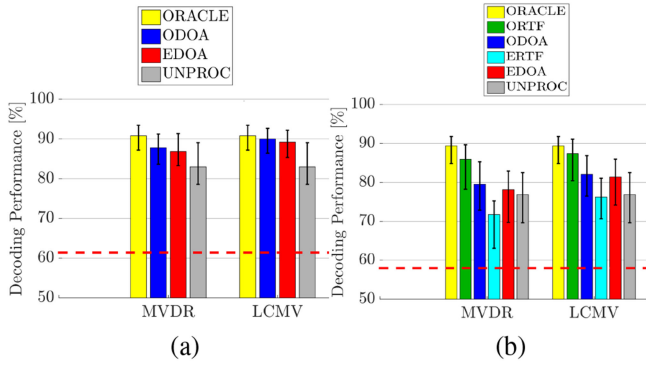 ORACLE
ODOA
EDOA
UNPROC
Decoding Performance [%]
100
90
80
70
60
50
MVDR
LCMV
(a)
ORACLE
ORTF
ODOA
ERTF
EDOA
UNPROC
Decoding Performance [%]
100
90
80
70
60
50
MVDR
LCMV
(b)